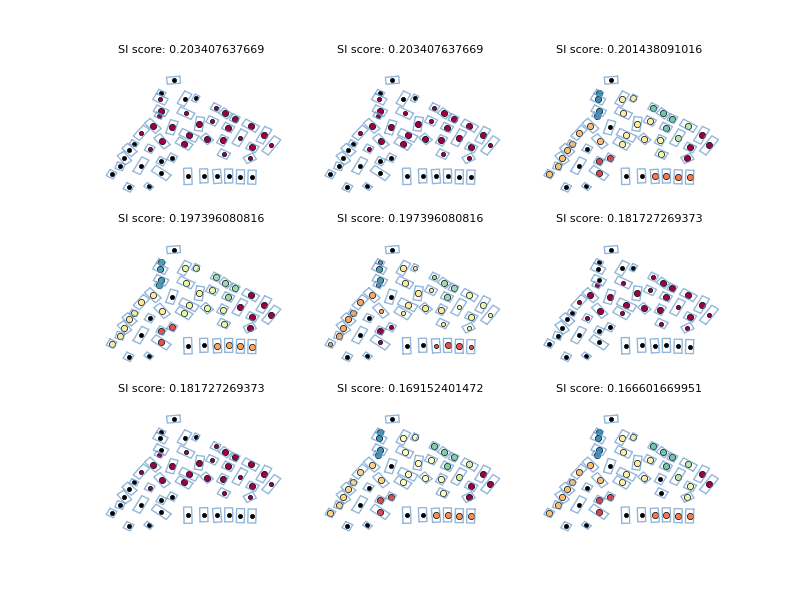 SI score: 0.203407637669
SI score: 0.203407637669
SI score: 0.201438091016
SI score: 0.197396080816
SI score: 0.197396080816
SI score: 0.181727269373
SI score: 0.181727269373
SI score: 0.169152401472
SI score: 0.166601669951